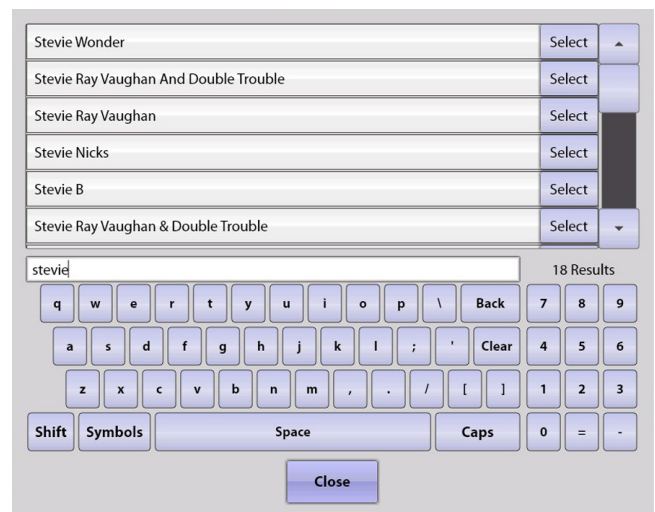 Stevie Wonder Select
Stevie Ray Vaughan And Double Trouble Select
Stevie Ray Vaughan Select
Stevie Nicks Select
Stevie B Select
Stevie Ray Vaughan & Double Trouble Select
stevie 18 Results
q w e r t y u i o p \ Back 7 8 9
a s d f g h j k l ; ' Clear 4 5 6
z x c v b n m , . / [ ] 1 2 3
Shift Symbols Space Caps 0 = -
Close